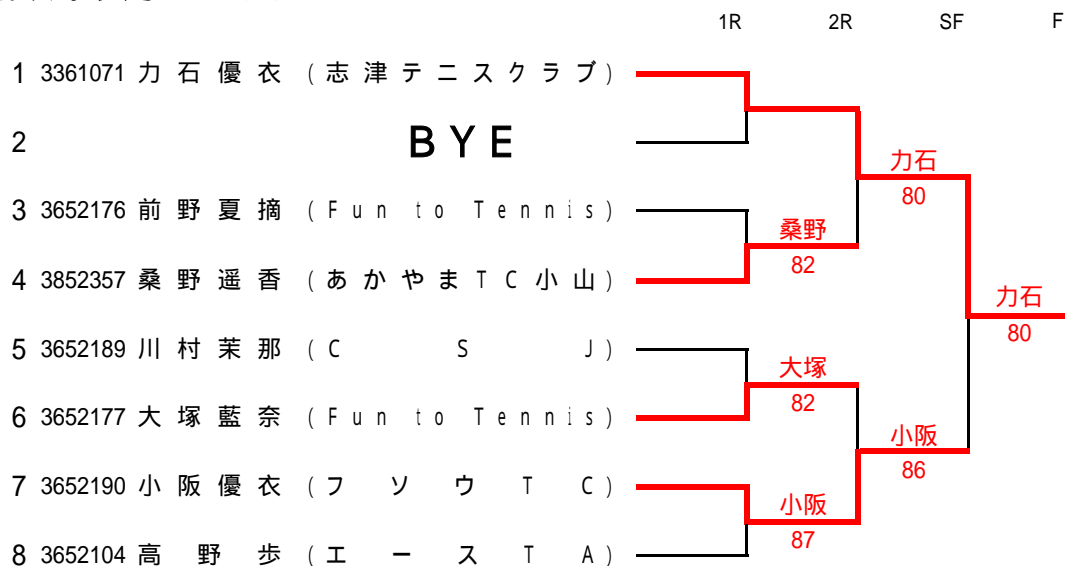 1R 2R SF F
1 3361071 力石優衣 (志津テニスクラブ)
2 BYE
力石
80
3 3652176 前野夏摘 (Fun to Tennis)
桑野
82
4 3852357 桑野遥香 (あかやまTC小山)
力石
80
5 3652189 川村茉那 (CSJ)
大塚
82
6 3652177 大塚藍奈 (Fun to Tennis)
小阪
86
7 3652190 小阪優衣 (フソウTC)
小阪
87
8 3652104 高野歩 (エースTA)